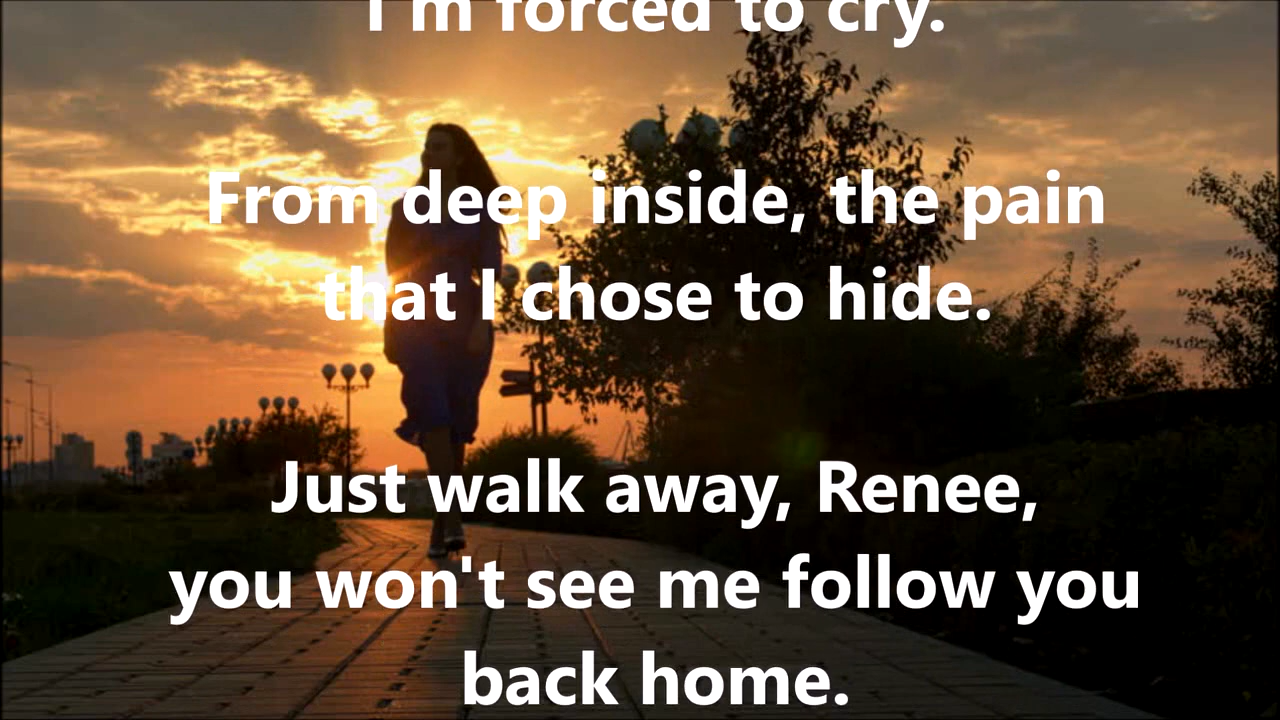 I'm forced to cry.
From deep inside, the pain
that I chose to hide.
Just walk away, Renee,
you won't see me follow you
back home.